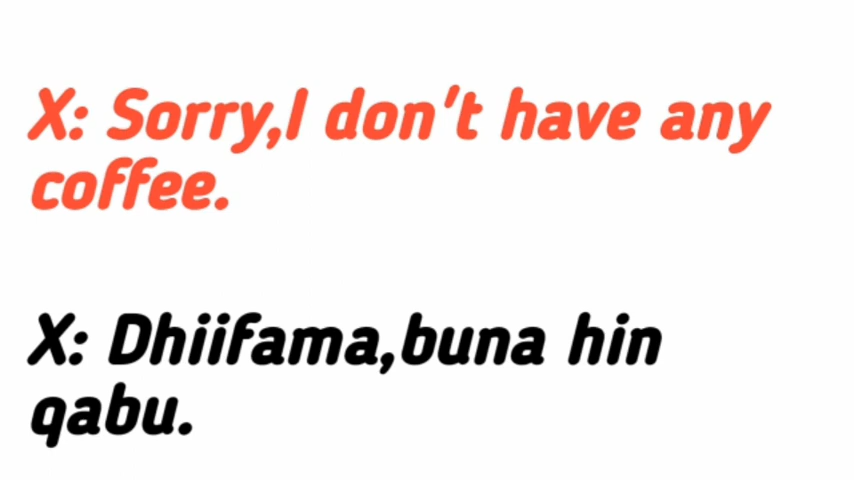 X: Sorry,I don't have any
coffee.
X: Dhiifama,buna hin
qabu.